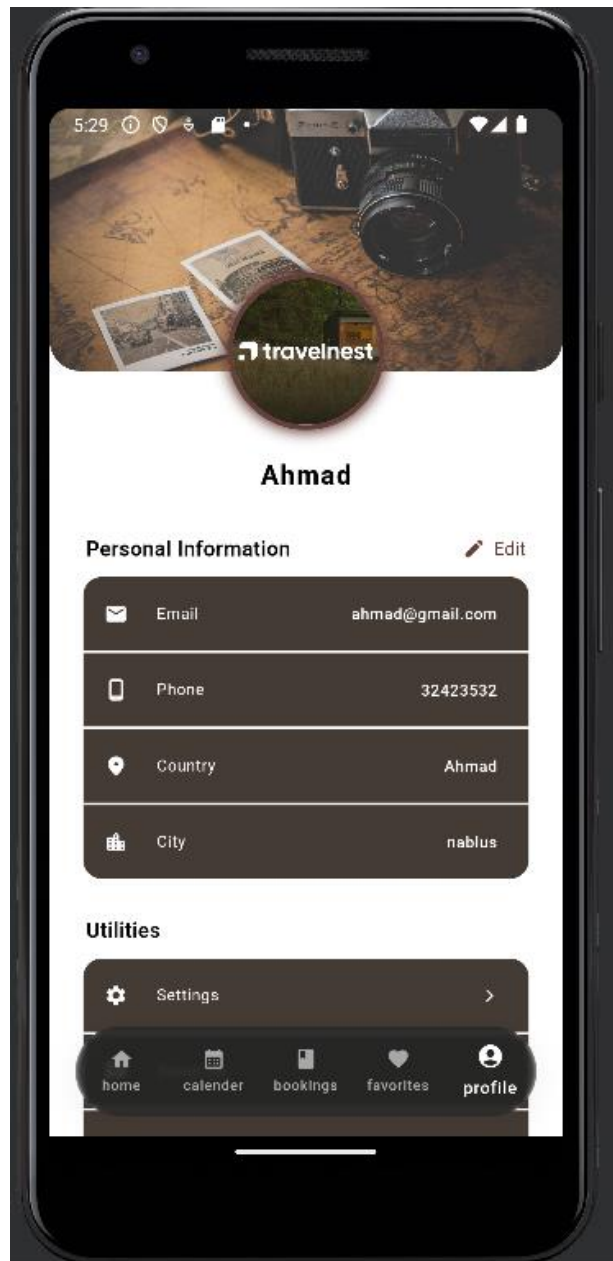 5:29
travelnest
Ahmad
Personal Information
Edit
Email ahmad@gmail.com
Phone 32423532
Country Ahmad
City nablus
Utilities
Settings
home calender bookings favorites profile